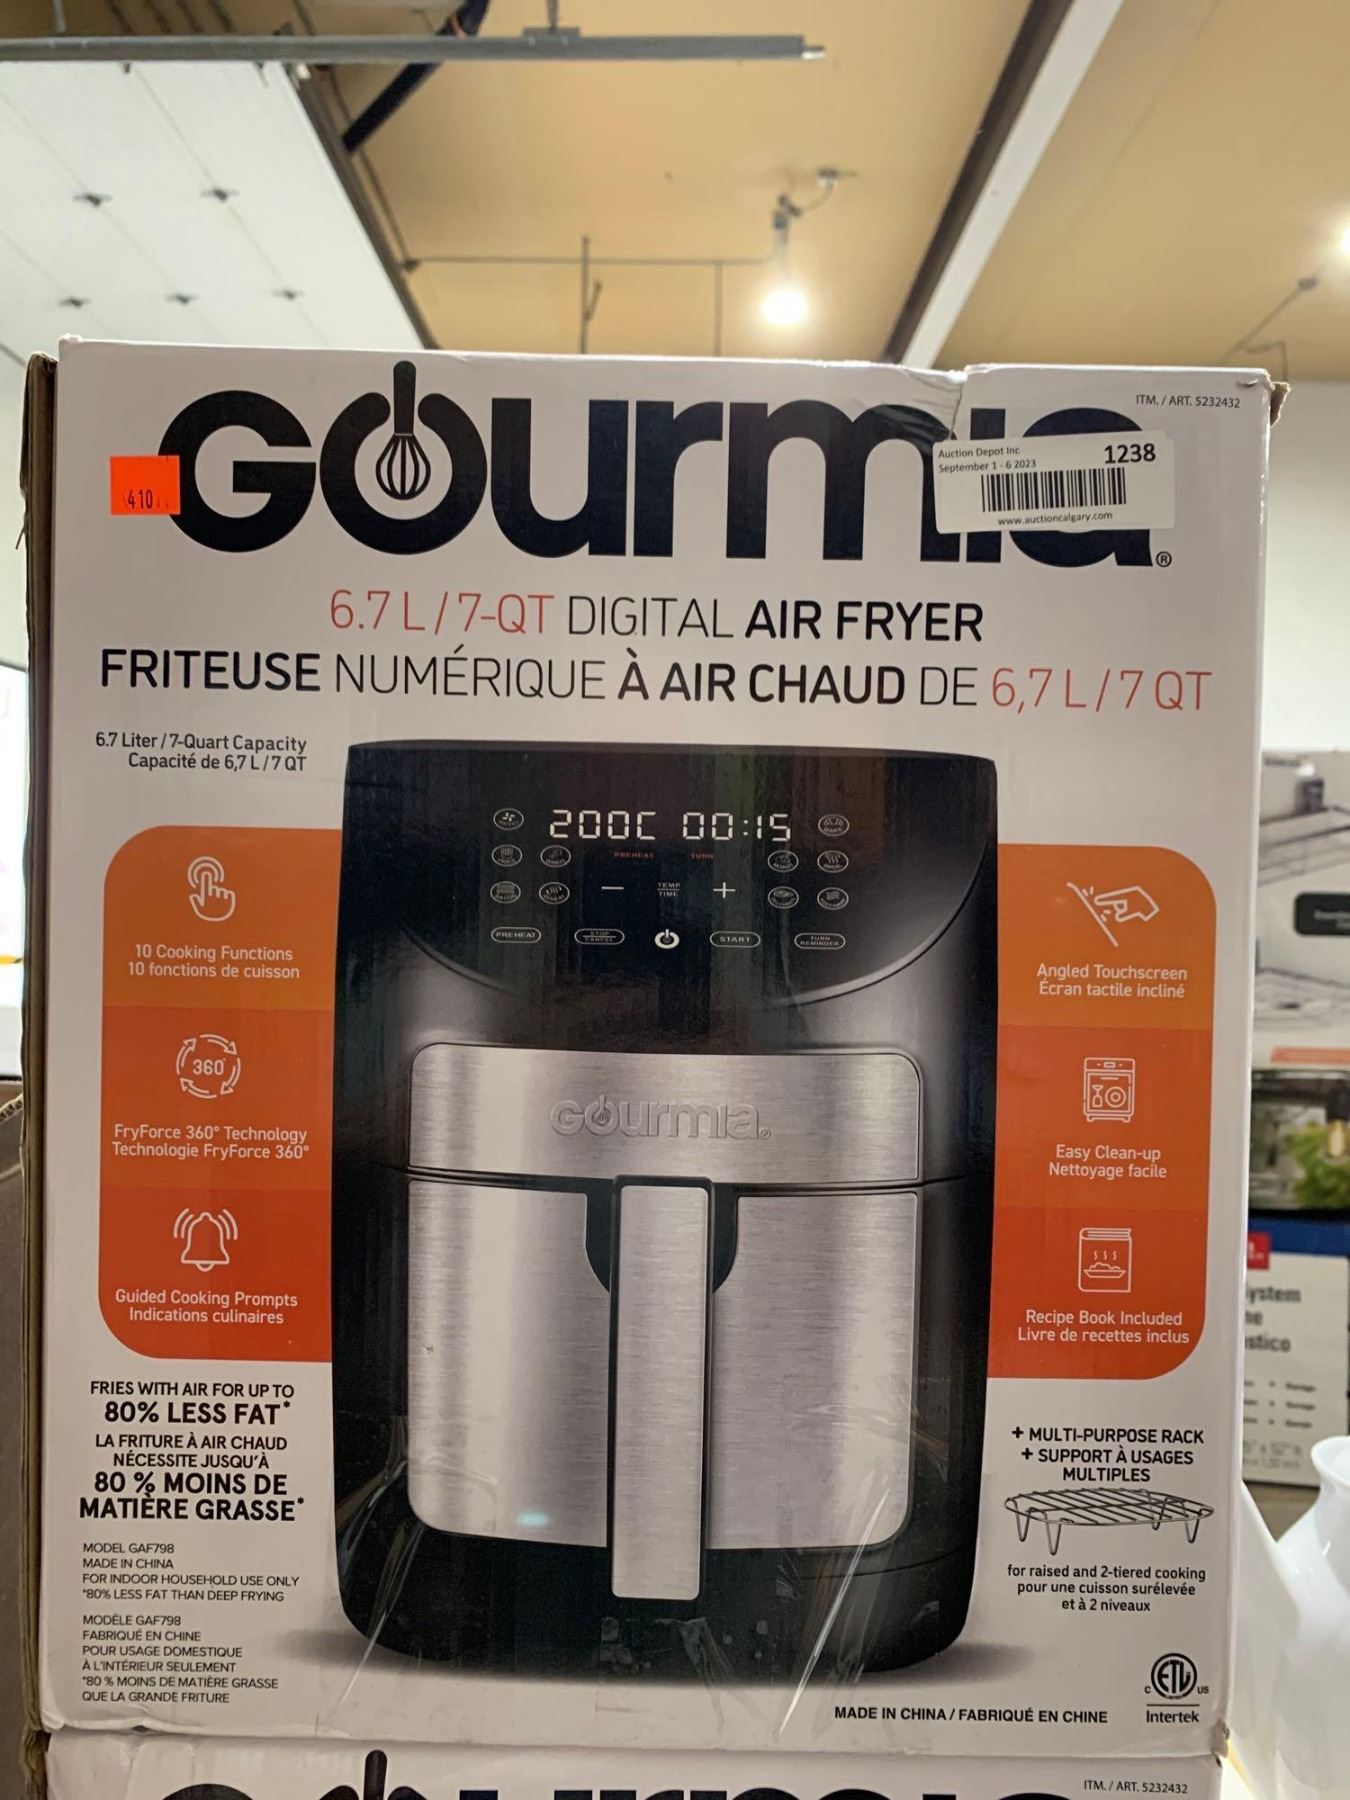 GOURMIA®
ITM. / ART. 5232432
Auction Depot Inc
September 1 - 6 2023
1238
www.auctioncalgary.com
6.7 L / 7-QT DIGITAL AIR FRYER
FRITEUSE NUMÉRIQUE À AIR CHAUD DE 6,7 L / 7 QT
6.7 Liter / 7-Quart Capacity
Capacité de 6,7 L / 7 QT
200C 00:15
PREHEAT TURN
TEMP
TIME
PREHEAT
STOP
CANCEL
START
TURN
REMINDER
10 Cooking Functions
10 fonctions de cuisson
360°
FryForce 360° Technology
Technologie FryForce 360°
Guided Cooking Prompts
Indications culinaires
Angled Touchscreen
Écran tactile incliné
Easy Clean-up
Nettoyage facile
Recipe Book Included
Livre de recettes inclus
GOURMIA®
FRIES WITH AIR FOR UP TO
80% LESS FAT*
LA FRITURE À AIR CHAUD
NÉCESSITE JUSQU'À
80 % MOINS DE
MATIÈRE GRASSE*
MODEL GAF798
MADE IN CHINA
FOR INDOOR HOUSEHOLD USE ONLY
*80% LESS FAT THAN DEEP FRYING
MODÈLE GAF798
FABRIQUÉ EN CHINE
POUR USAGE DOMESTIQUE
À L'INTÉRIEUR SEULEMENT
*80 % MOINS DE MATIÈRE GRASSE
QUE LA GRANDE FRITURE
+ MULTI-PURPOSE RACK
+ SUPPORT À USAGES
MULTIPLES
for raised and 2-tiered cooking
pour une cuisson surélevée
et à 2 niveaux
MADE IN CHINA / FABRIQUÉ EN CHINE
C ETL US
Intertek
ITM. / ART. 5232432